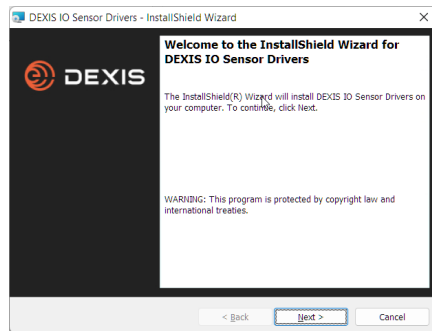 DEXIS IO Sensor Drivers - InstallShield Wizard
DEXIS
Welcome to the InstallShield Wizard for
DEXIS IO Sensor Drivers
The InstallShield(R) Wizard will install DEXIS IO Sensor Drivers on
your computer. To continue, click Next.
WARNING: This program is protected by copyright law and
international treaties.
< Back
Next >
Cancel